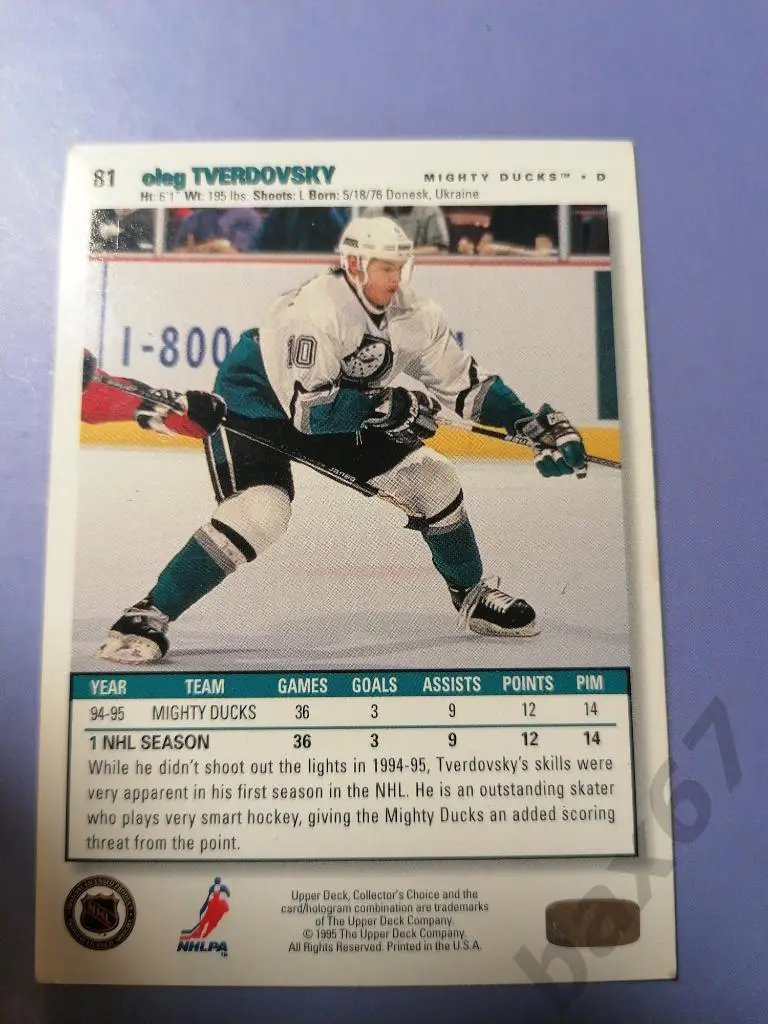 81 oleg TVERDOVSKY MIGHTY DUCKS™ • D
Ht: 6'1" Wt: 195 lbs. Shoots: L Born: 5/18/76 Donesk, Ukraine
1-800
10
YEAR TEAM GAMES GOALS ASSISTS POINTS PIM
94-95 MIGHTY DUCKS 36 3 9 12 14
1 NHL SEASON 36 3 9 12 14
While he didn't shoot out the lights in 1994-95, Tverdovsky's skills were
very apparent in his first season in the NHL. He is an outstanding skater
who plays very smart hockey, giving the Mighty Ducks an added scoring
threat from the point.
NHL
NHLPA™
Upper Deck, Collector's Choice and the
card/hologram combination are trademarks
of The Upper Deck Company.
© 1995 The Upper Deck Company.
All Rights Reserved. Printed in the U.S.A.
bax67